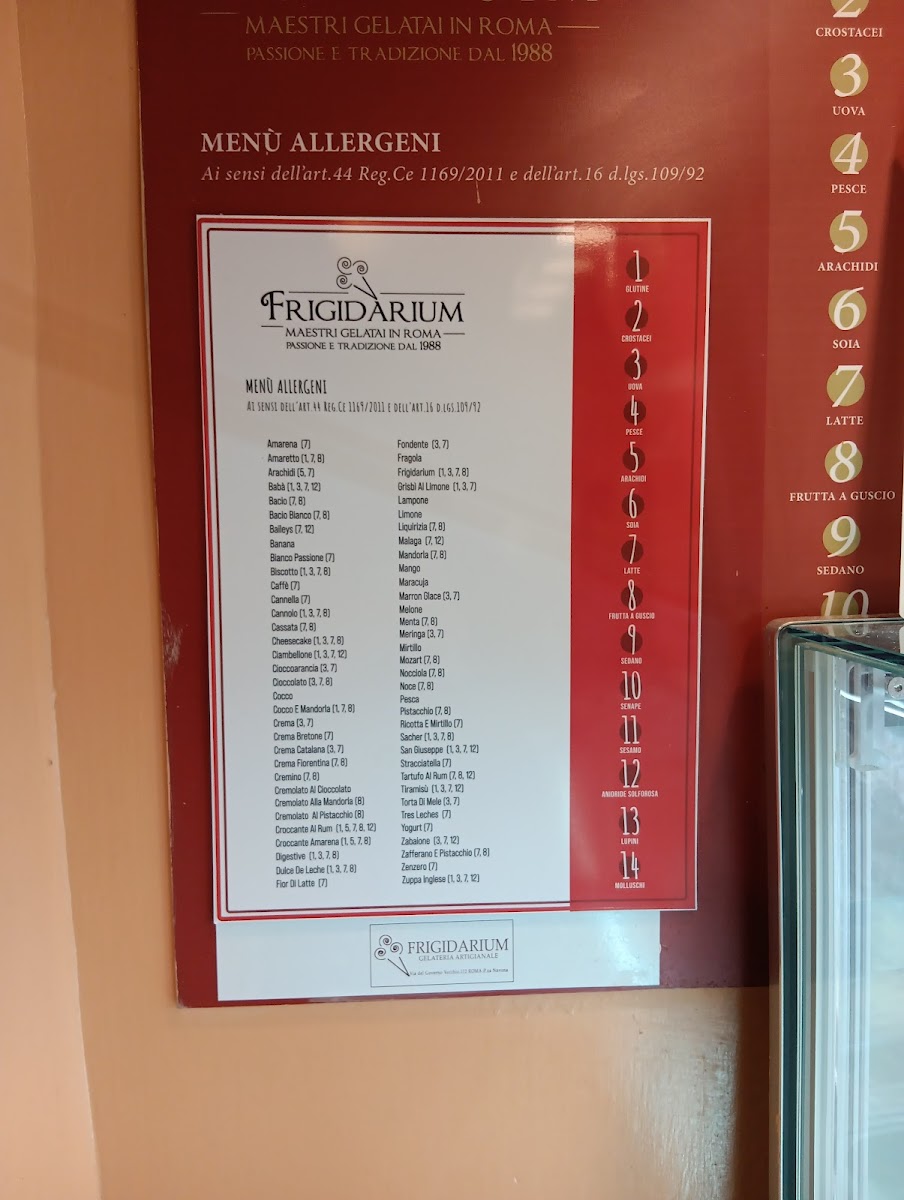 MAESTRI GELATAI IN ROMA
PASSIONE E TRADIZIONE DAL 1988
MENÙ ALLERGENI
Ai sensi dell'art.44 Reg.Ce 1169/2011 e dell'art.16 d.lgs.109/92
FRIGIDARIUM
MAESTRI GELATAI IN ROMA
PASSIONE E TRADIZIONE DAL 1988
MENÙ ALLERGENI
AI SENSI DELL'ART.44 REG.CE 1169/2011 E DELL'ART.16 D.LGS.109/92
Amarena (7)
Amaretto (1, 7, 8)
Arachidi (5, 7)
Babà (1, 3, 7, 12)
Bacio (7, 8)
Bacio Bianco (7, 8)
Baileys (7, 12)
Banana
Bianco Passione (7)
Biscotto (1, 3, 7, 8)
Caffè (7)
Cannella (7)
Cannolo (1, 3, 7, 8)
Cassata (7, 8)
Cheesecake (1, 3, 7, 8)
Ciambellone (1, 3, 7, 12)
Cioccoarancia (3, 7)
Cioccolato (3, 7, 8)
Cocco
Cocco E Mandorla (1, 7, 8)
Crema (3, 7)
Crema Bretone (7)
Crema Catalana (3, 7)
Crema Fiorentina (7, 8)
Cremino (7, 8)
Cremolato Al Cioccolato
Cremolato Alla Mandorla (8)
Cremolato Al Pistacchio (8)
Croccante Al Rum (1, 5, 7, 8, 12)
Croccante Amarena (1, 5, 7, 8)
Digestive (1, 3, 7, 8)
Dulce De Leche (1, 3, 7, 8)
Fior Di Latte (7)
Fondente (3, 7)
Fragola
Frigidarium (1, 3, 7, 8)
Grisbì Al Limone (1, 3, 7)
Lampone
Limone
Liquirizia (7, 8)
Malaga (7, 12)
Mandorla (7, 8)
Mango
Maracuja
Marron Glace (3, 7)
Melone
Menta (7, 8)
Meringa (3, 7)
Mirtillo
Mozart (7, 8)
Nocciola (7, 8)
Noce (7, 8)
Pesca
Pistacchio (7, 8)
Ricotta E Mirtillo (7)
Sacher (1, 3, 7, 8)
San Giuseppe (1, 3, 7, 12)
Stracciatella (7)
Tartufo Al Rum (7, 8, 12)
Tiramisù (1, 3, 7, 12)
Torta Di Mele (3, 7)
Tres Leches (7)
Yogurt (7)
Zabaione (3, 7, 12)
Zafferano E Pistacchio (7, 8)
Zenzero (7)
Zuppa Inglese (1, 3, 7, 12)
1
GLUTINE
2
CROSTACEI
3
UOVA
4
PESCE
5
ARACHIDI
6
SOIA
7
LATTE
8
FRUTTA A GUSCIO
9
SEDANO
10
SENAPE
11
SESAMO
12
ANIDRIDE SOLFOROSA
13
LUPINI
14
MOLLUSCHI
FRIGIDARIUM
GELATERIA ARTIGIANALE
2
CROSTACEI
3
UOVA
4
PESCE
5
ARACHIDI
6
SOIA
7
LATTE
8
FRUTTA A GUSCIO
9
SEDANO
10